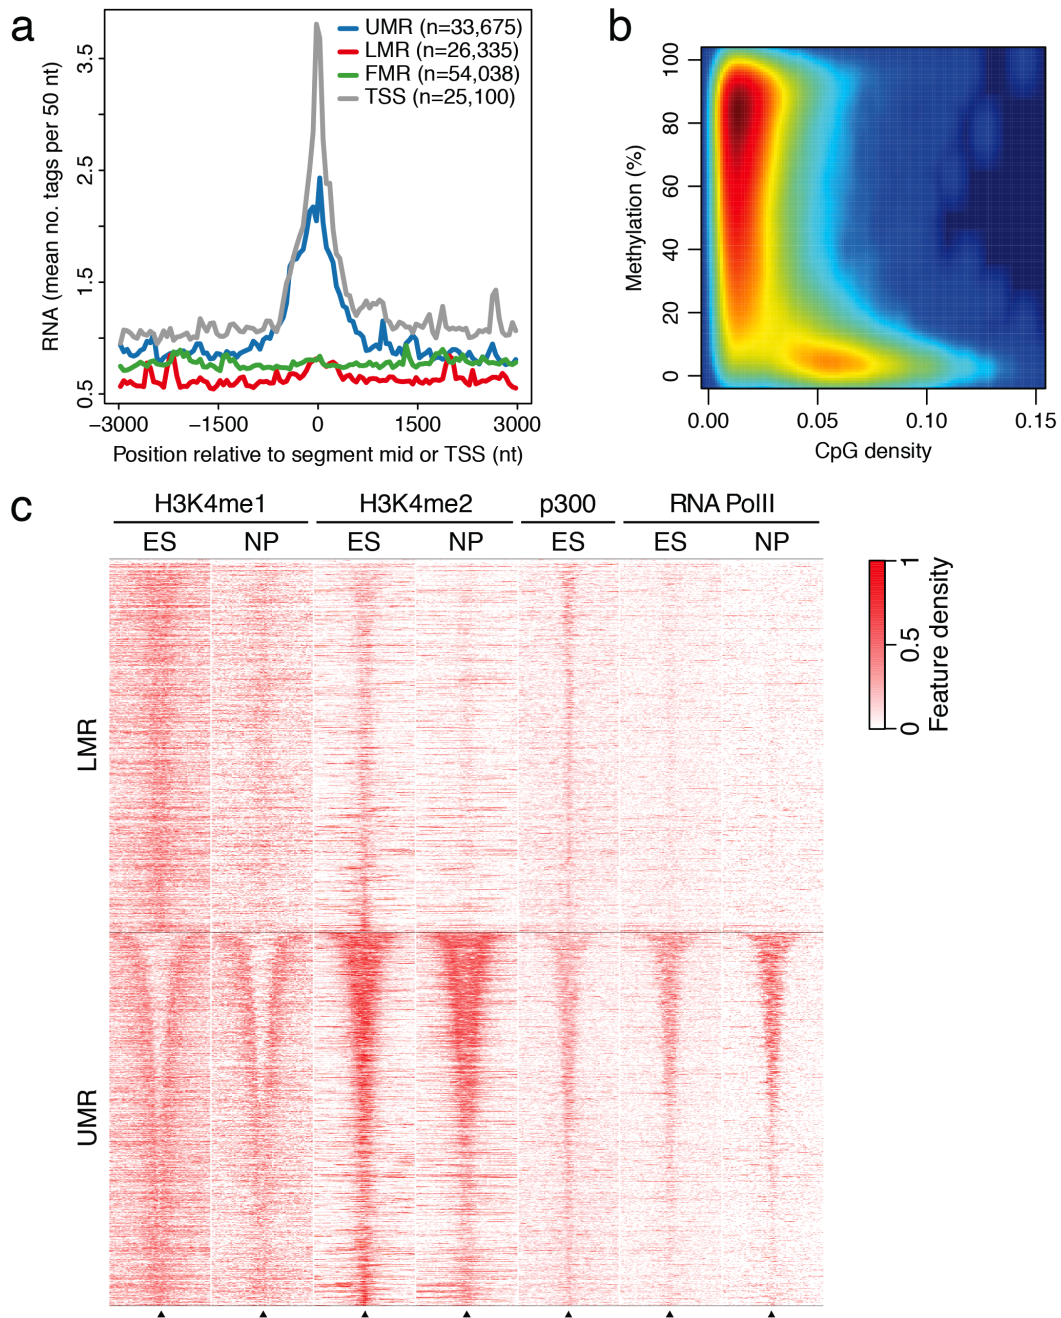 a
UMR (n=33,675)
LMR (n=26,335)
FMR (n=54,038)
TSS (n=25,100)
RNA (mean no. tags per 50 nt)
3.5
2.5
1.5
0.5
−3000 −1500 0 1500 3000
Position relative to segment mid or TSS (nt)
b
Methylation (%)
100
80
60
40
20
0
0.00 0.05 0.10 0.15
CpG density
c
H3K4me1 H3K4me2 p300 RNA PolII
ES NP ES NP ES ES NP
LMR
UMR
1
0.5
0
Feature density